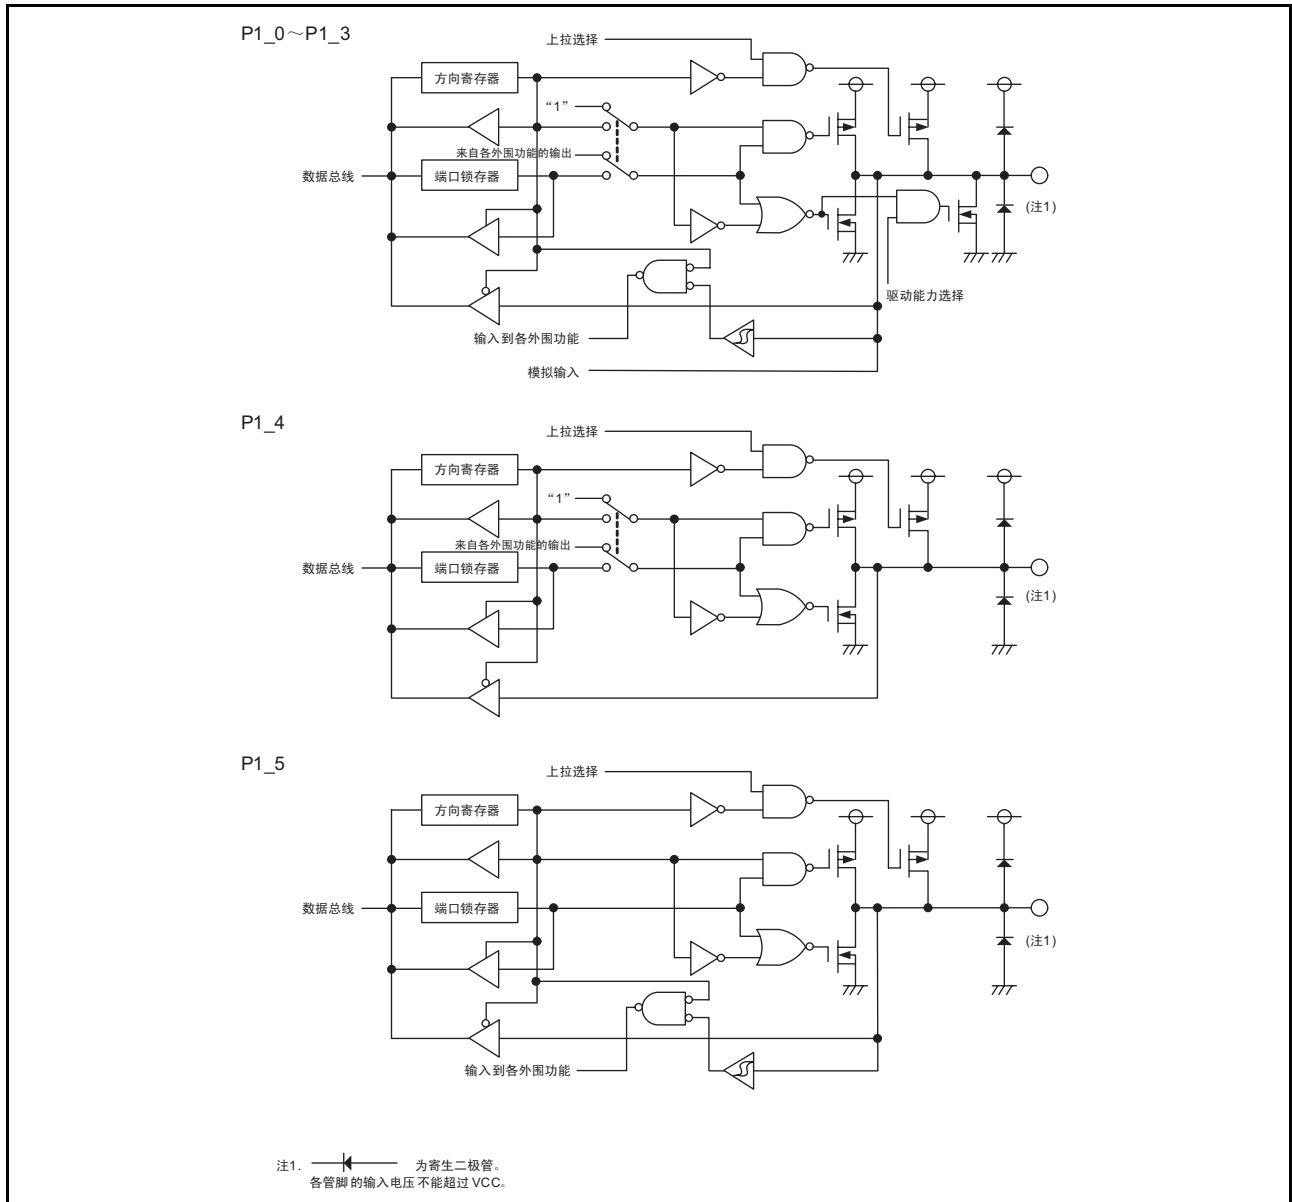 P1_0～P1_3
上拉选择
方向寄存器
“1”
来自各外围功能的输出
数据总线
端口锁存器
(注1)
驱动能力选择
输入到各外围功能
模拟输入
P1_4
上拉选择
方向寄存器
“1”
来自各外围功能的输出
数据总线
端口锁存器
(注1)
P1_5
上拉选择
方向寄存器
数据总线
端口锁存器
(注1)
输入到各外围功能
注1. 为寄生二极管。
各管脚的输入电压不能超过VCC。